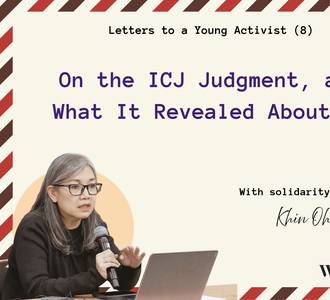 Letters to a Young Activist (8)
On the ICJ Judgment, a
What It Revealed About
With solidarity
Khin Oh
W